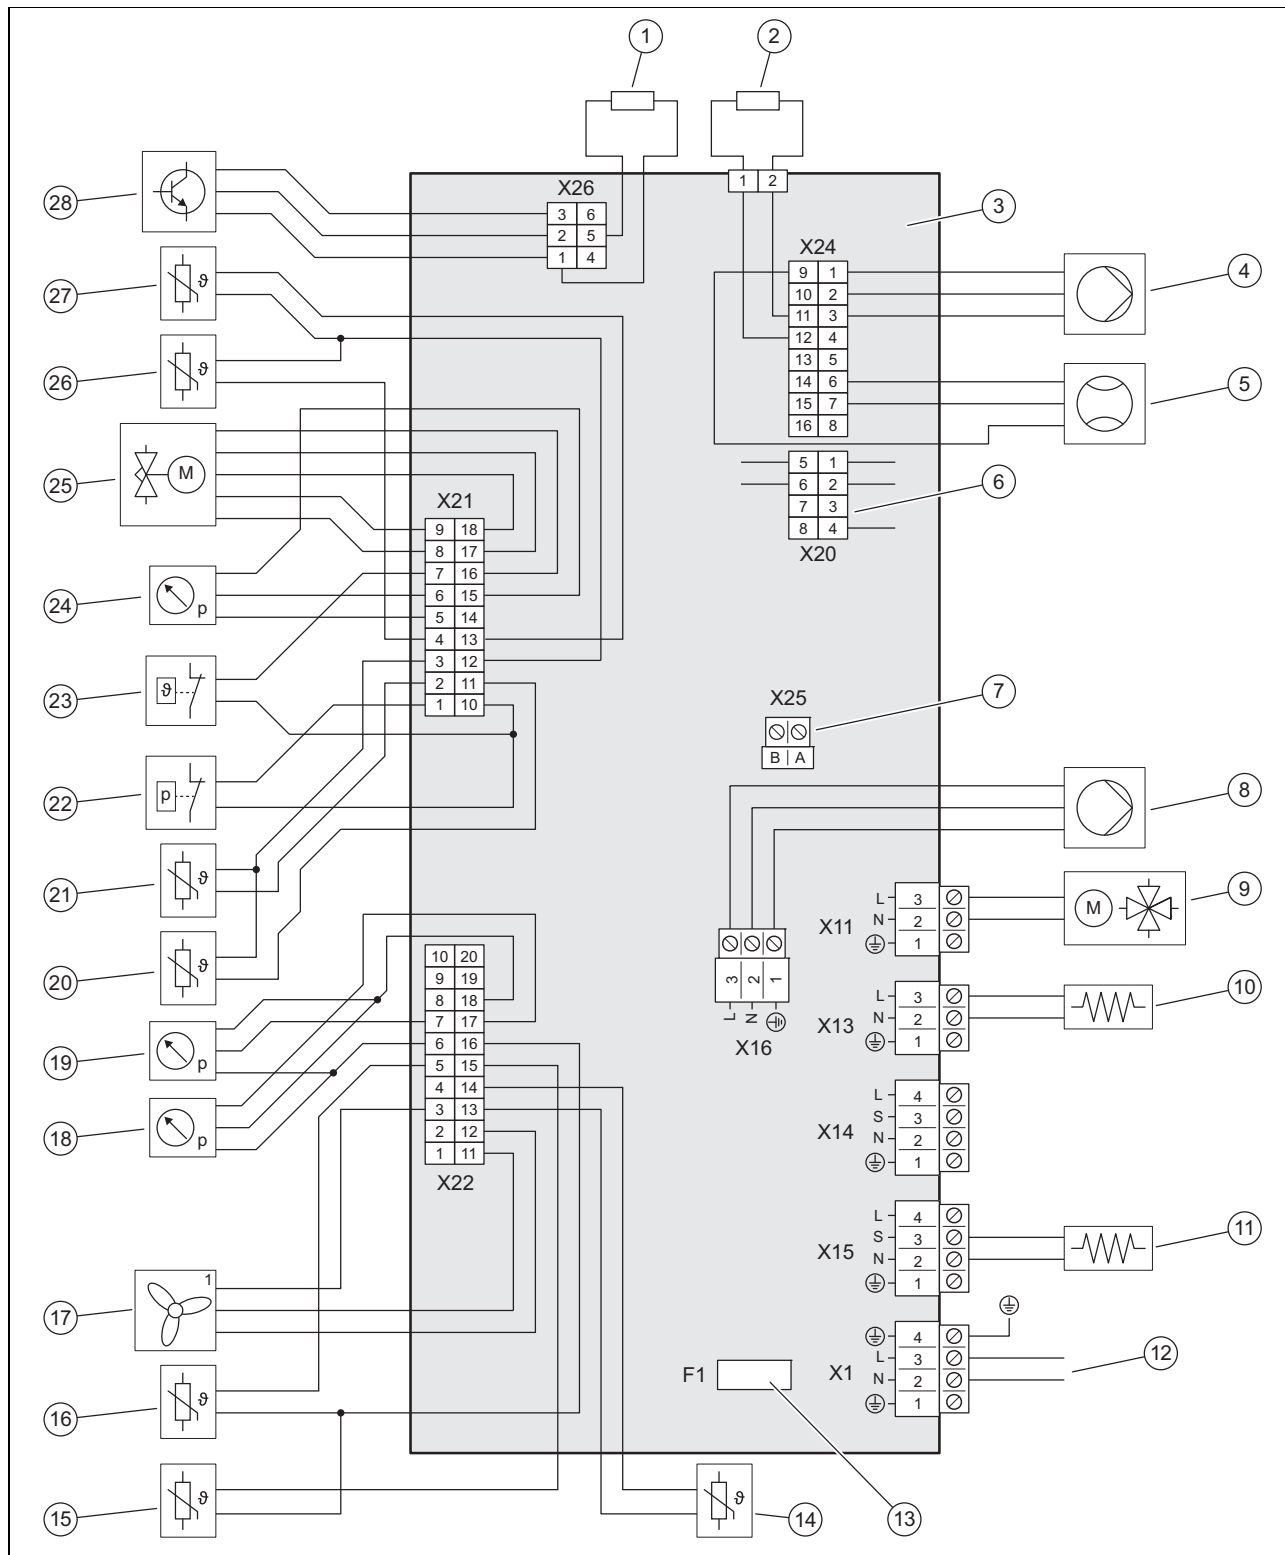 1
2
28
X26
3 6
2 5
1 4
1 2
3
27
ϑ
X24
9 1
10 2
11 3
12 4
13 5
14 6
15 7
16 8
4
26
ϑ
5
25
M
5 1
6 2
7 3
8 4
X20
6
X21
9 18
8 17
7 16
6 15
5 14
4 13
3 12
2 11
1 10
24
p
23
ϑ
X25
B A
7
22
p
8
21
ϑ
X11
L 3
N 2
1
M
9
20
ϑ
3 2 1
L N
X16
10 20
9 19
8 18
7 17
6 16
5 15
4 14
3 13
2 12
1 11
X22
X13
L 3
N 2
1
10
19
p
18
p
X14
L 4
S 3
N 2
1
X15
L 4
S 3
N 2
1
11
17
1
F1
X1
4
L 3
N 2
1
12
16
ϑ
15
ϑ
ϑ
14
13